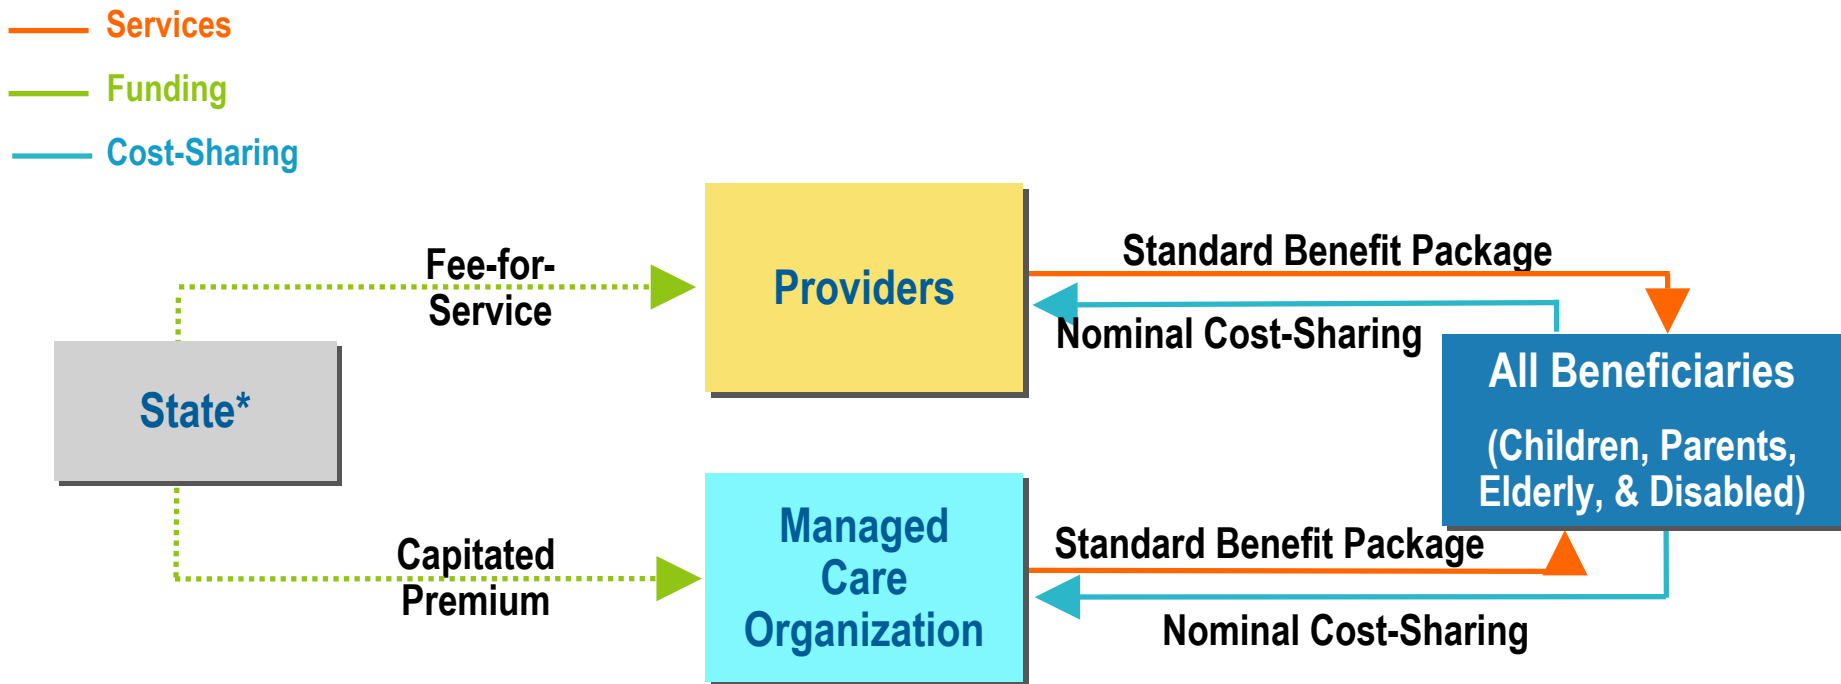 Services
Funding
Cost-Sharing
Fee-for-
Service
Providers
Standard Benefit Package
Nominal Cost-Sharing
State*
All Beneficiaries
(Children, Parents,
Elderly, & Disabled)
Capitated
Premium
Managed
Care
Organization
Standard Benefit Package
Nominal Cost-Sharing